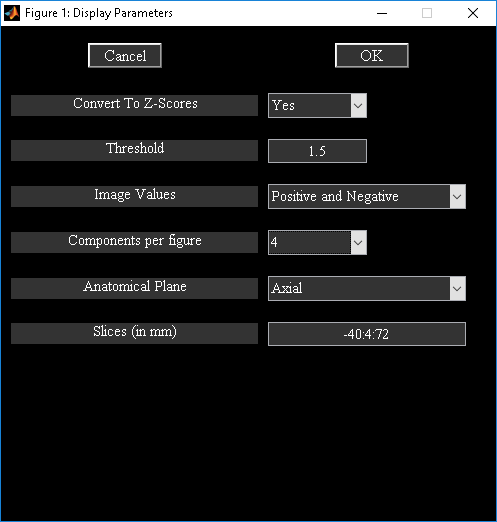 Figure 1: Display Parameters
Cancel OK
Convert To Z-Scores Yes
Threshold 1.5
Image Values Positive and Negative
Components per figure 4
Anatomical Plane Axial
Slices (in mm) -40:4:72